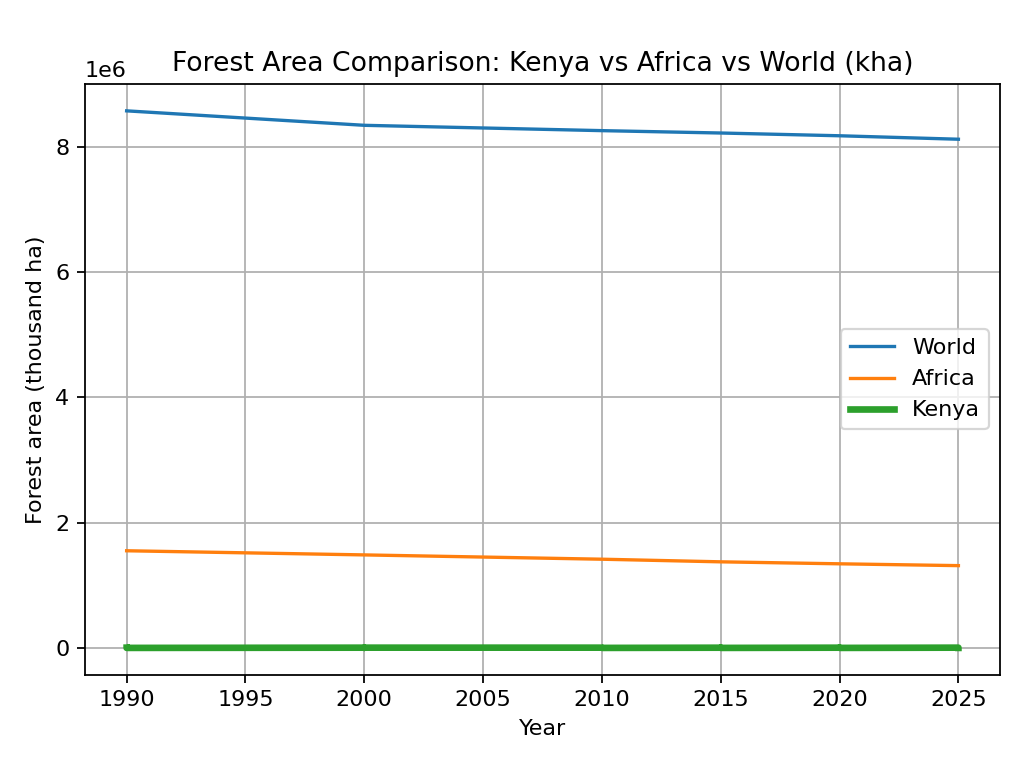 Forest Area Comparison: Kenya vs Africa vs World (kha)
1e6
8
6
4
2
0
Forest area (thousand ha)
World
Africa
Kenya
1990 1995 2000 2005 2010 2015 2020 2025
Year